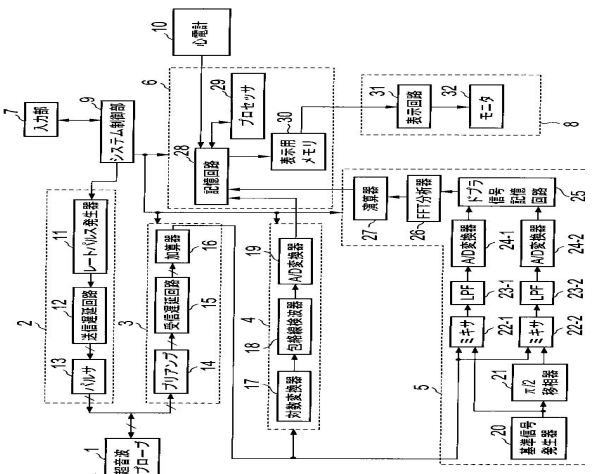 10
心電計
7
入力部
9
システム制御部
6
28
記憶回路
29
プロセッサ
30
表示用
メモリ
31
表示回路
32
モニタ
8
2
11
レートパルス発生器
12
送信遅延回路
13
パルサ
3
16
加算器
15
受信遅延回路
14
プリアンプ
1
超音波
プローブ
4
19
A/D変換器
18
包絡線検波器
17
対数変換器
5
27
演算器
26
FFT分析器
25
ドプラ
信号
記憶
回路
A/D変換器
24-1
A/D変換器
24-2
LPF
23-1
LPF
23-2
ミキサ
22-1
ミキサ
22-2
21
π/2
移相器
20
基準信号
発生器